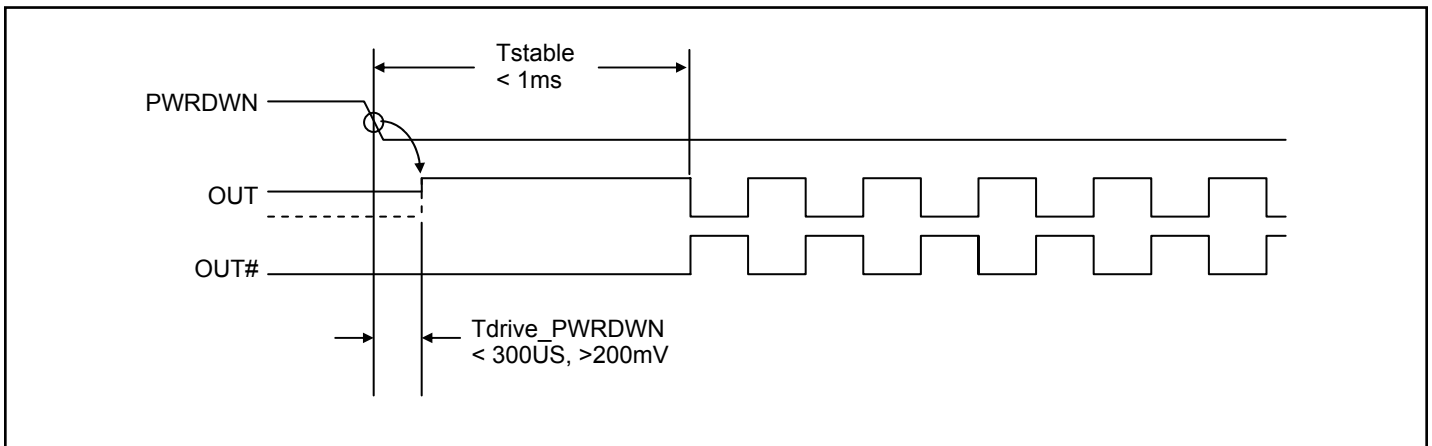 Tstable
< 1ms
PWRDWN
OUT
OUT#
Tdrive_PWRDWN
< 300US, >200mV